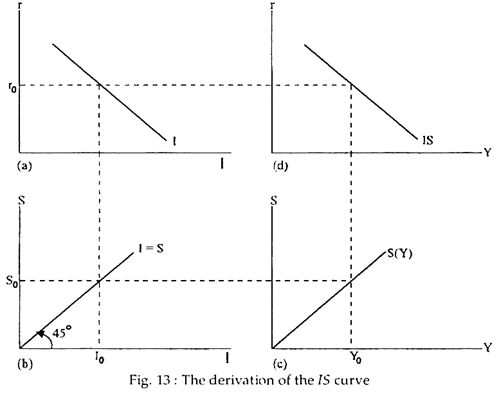 r
r
r₀
I
IS
(a)
I
(d)
Y
S
S
I = S
S(Y)
S₀
45°
(b)
I₀
I
(c)
Y₀
Y
Fig. 13 : The derivation of the IS curve